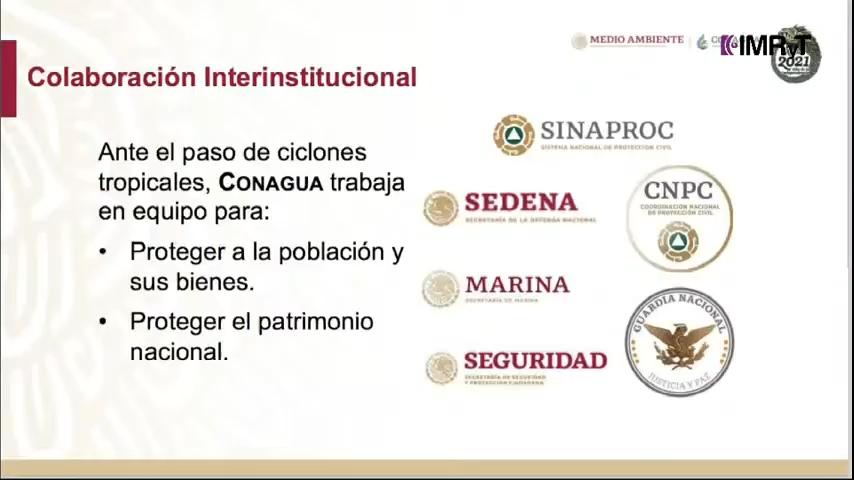 MEDIO AMBIENTE
IMRyT
2021
Colaboración Interinstitucional
Ante el paso de ciclones
tropicales, CONAGUA trabaja
en equipo para:
• Proteger a la población y
sus bienes.
• Proteger el patrimonio
nacional.
SINAPROC
SISTEMA NACIONAL DE PROTECCIÓN CIVIL
SEDENA
SECRETARÍA DE LA DEFENSA NACIONAL
CNPC
COORDINACIÓN NACIONAL
DE PROTECCIÓN CIVIL
MARINA
SECRETARÍA DE MARINA
GUARDIA NACIONAL
JUSTICIA Y PAZ
SEGURIDAD
SECRETARÍA DE SEGURIDAD
Y PROTECCIÓN CIUDADANA